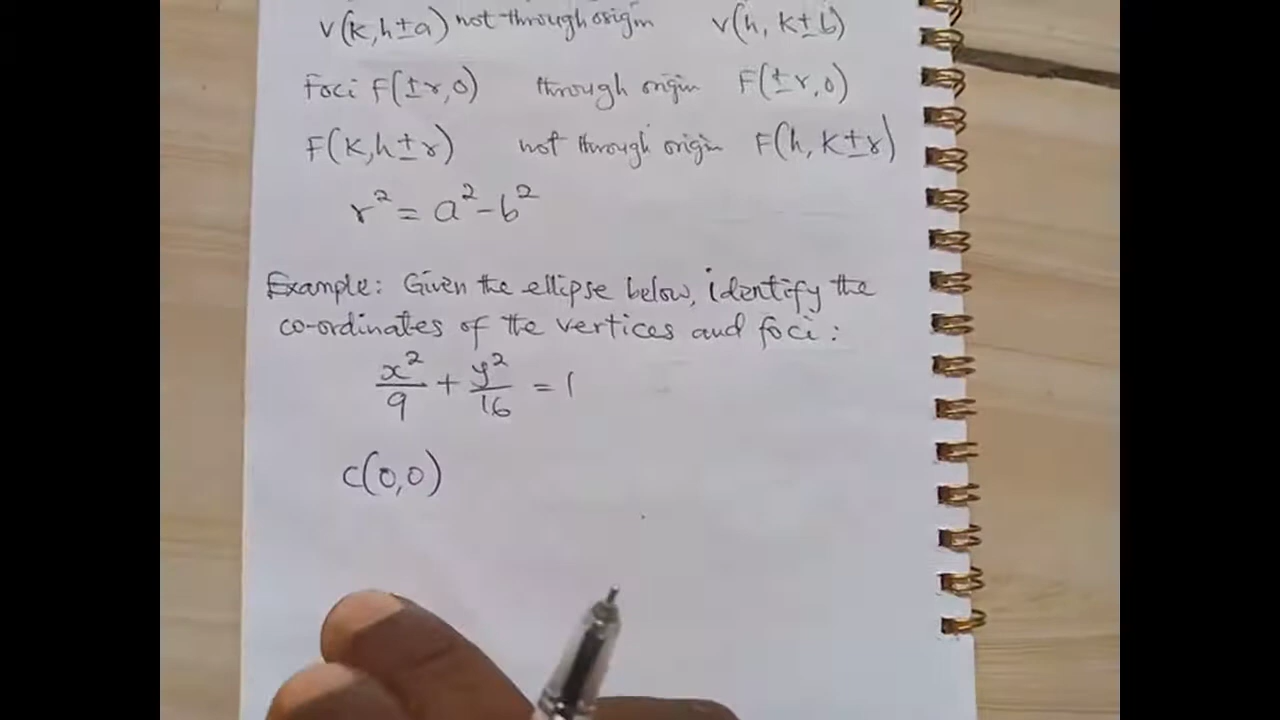 V(k, h±a) not through origin V(h, k±b)
Foci F(±r, 0) through origin F(±r, 0)
F(k, h±r) not through origin F(h, k±r)
r² = a² - b²
Example: Given the ellipse below, identify the
co-ordinates of the vertices and foci:
x²/9 + y²/16 = 1
C(0,0)